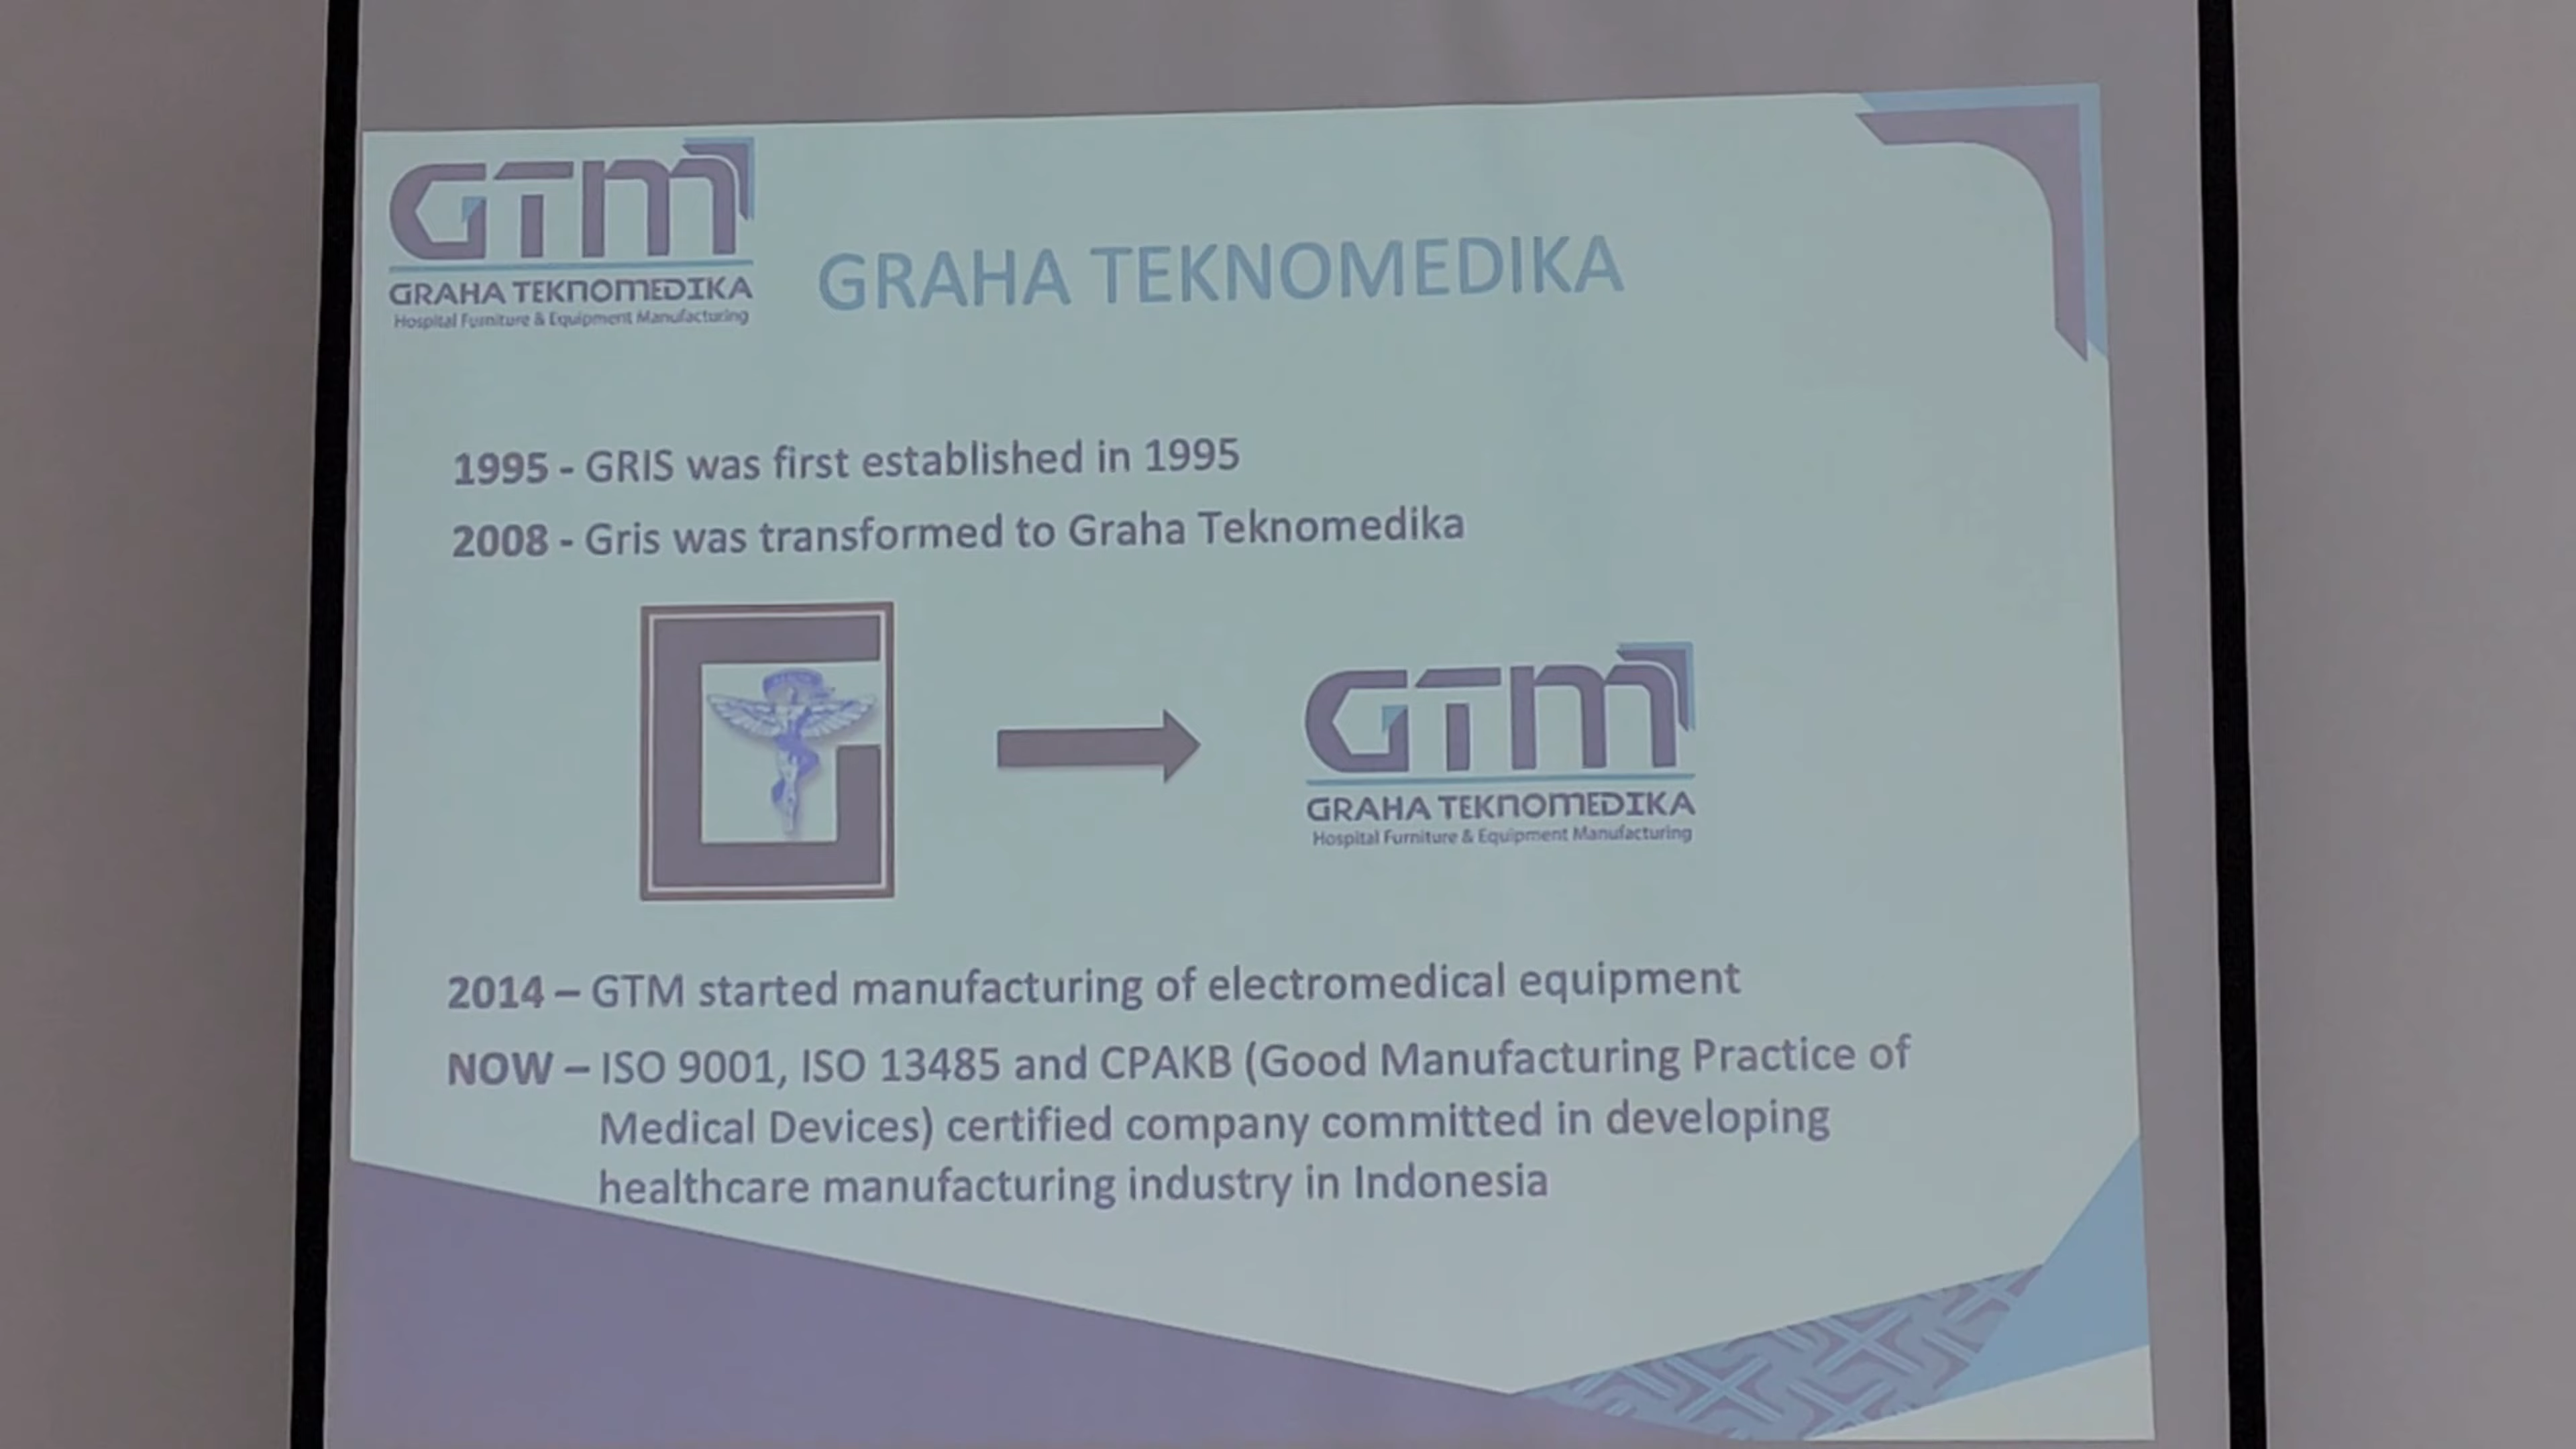 GTM
GRAHA TEKNOMEDIKA
Hospital Furniture & Equipment Manufacturing
GRAHA TEKNOMEDIKA
1995 - GRIS was first established in 1995
2008 - Gris was transformed to Graha Teknomedika
G
GTM
GRAHA TEKNOMEDIKA
Hospital Furniture & Equipment Manufacturing
2014 – GTM started manufacturing of electromedical equipment
NOW – ISO 9001, ISO 13485 and CPAKB (Good Manufacturing Practice of
Medical Devices) certified company committed in developing
healthcare manufacturing industry in Indonesia